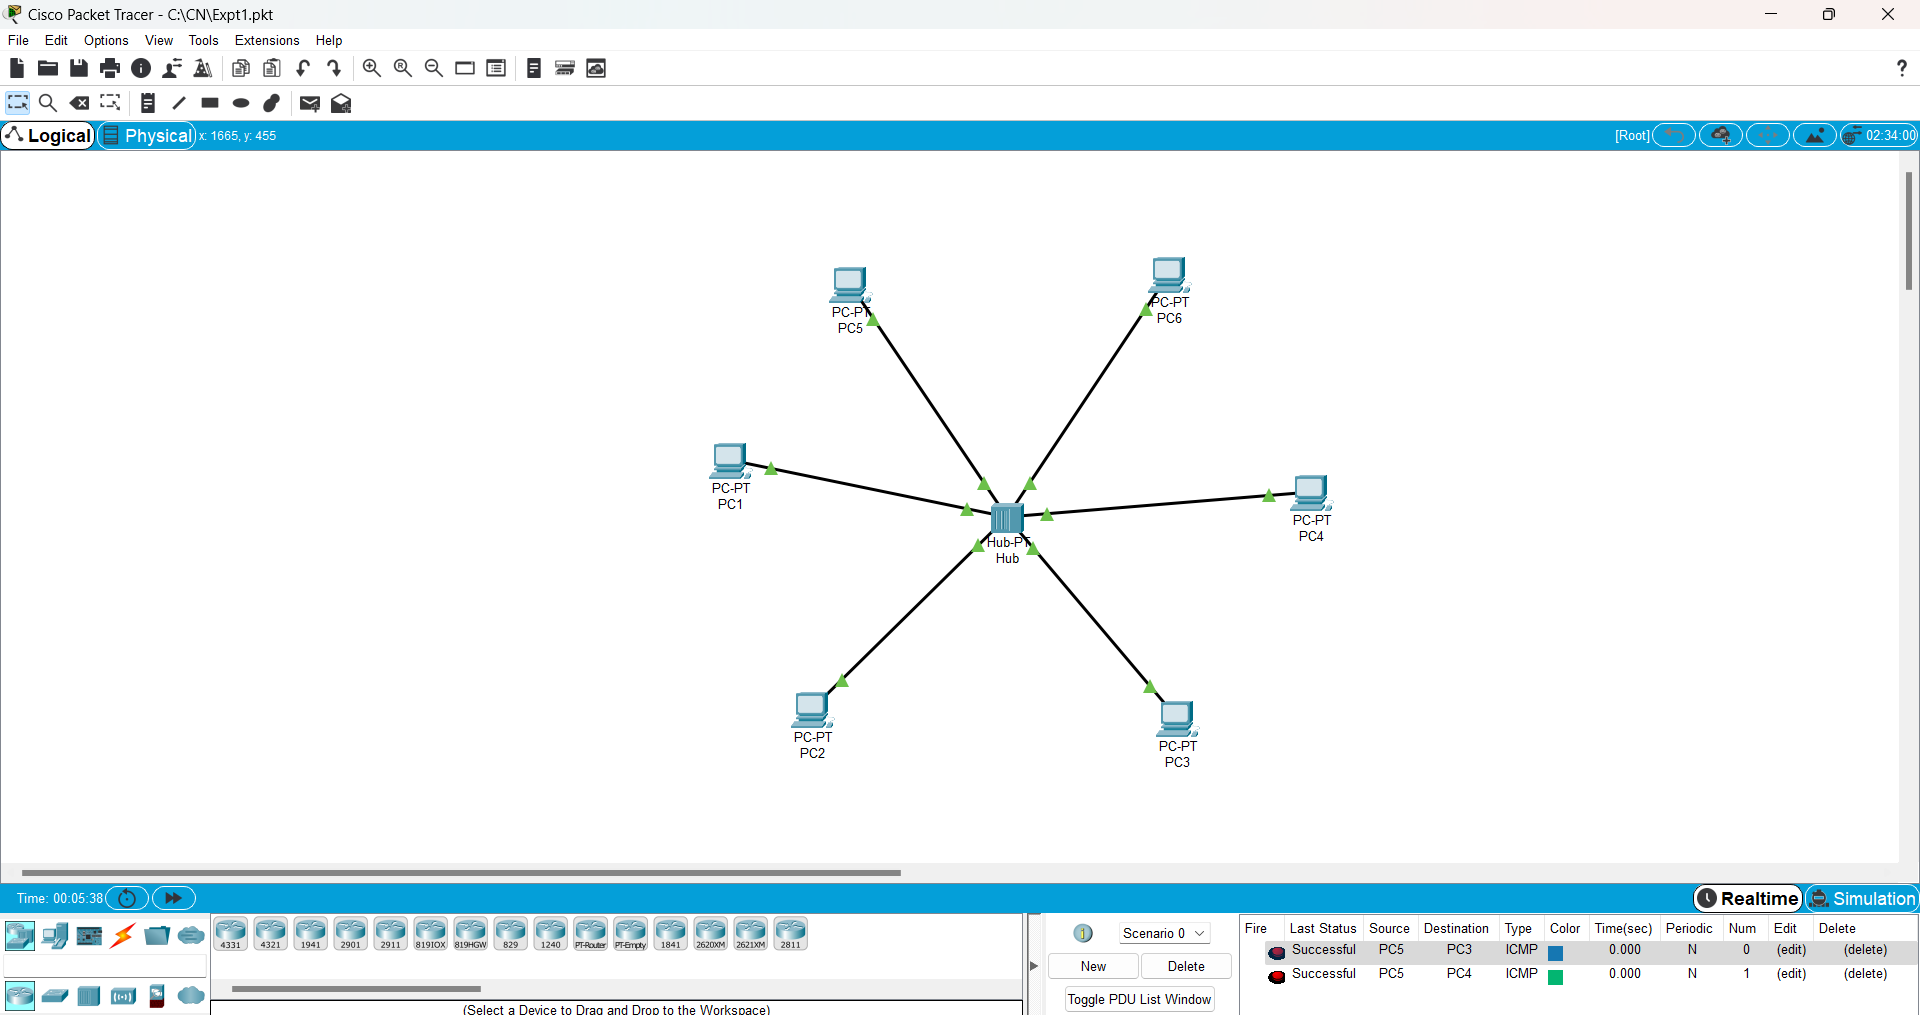 Cisco Packet Tracer - C:\CN\Expt1.pkt
File Edit Options View Tools Extensions Help
?
Logical Physical x: 1665, y: 455 [Root] 02:34:00
PC-PT
PC5
PC-PT
PC6
PC-PT
PC1
PC-PT
PC4
Hub-PT
Hub
PC-PT
PC2
PC-PT
PC3
Time: 00:05:38 Realtime Simulation
4331 4321 1941 2901 2911 819IOX 819HGW 829 1240 PT-Router PT-Empty 1841 2620XM 2621XM 2811
(Select a Device to Drag and Drop to the Workspace)
Scenario 0
New Delete
Toggle PDU List Window
Fire Last Status Source Destination Type Color Time(sec) Periodic Num Edit Delete
Successful PC5 PC3 ICMP 0.000 N 0 (edit) (delete)
Successful PC5 PC4 ICMP 0.000 N 1 (edit) (delete)